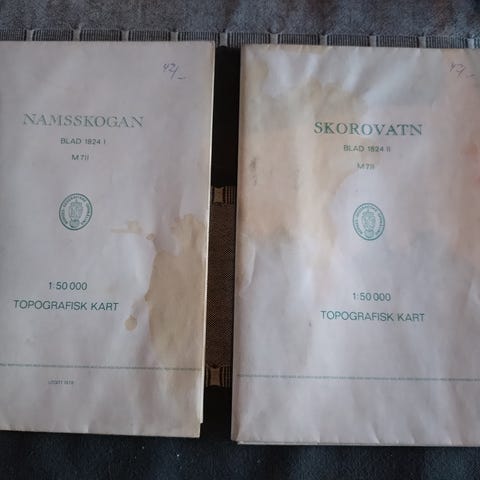 42/-
NAMSSKOGAN
BLAD 1824 I
M 711
1:50 000
TOPOGRAFISK KART
SKOROVATN
BLAD 1824 II
M 711
1:50 000
TOPOGRAFISK KART